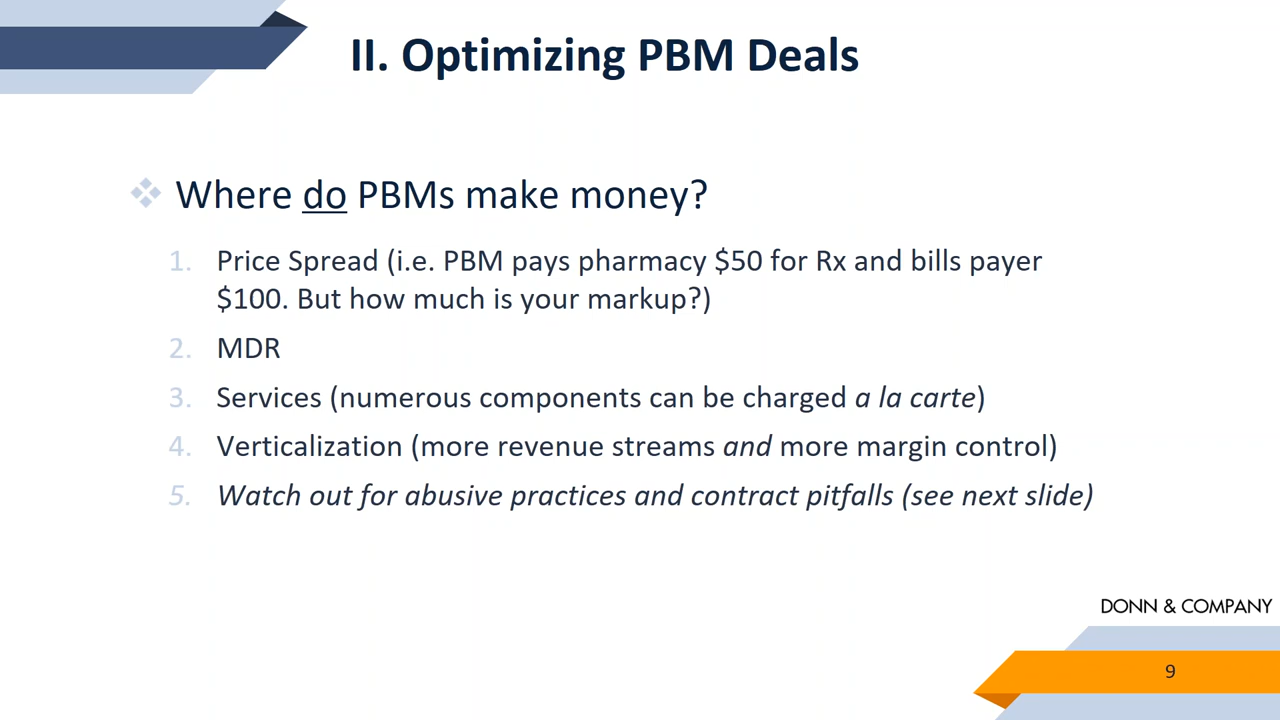 II. Optimizing PBM Deals
Where do PBMs make money?
1. Price Spread (i.e. PBM pays pharmacy $50 for Rx and bills payer
$100. But how much is your markup?)
2. MDR
3. Services (numerous components can be charged a la carte)
4. Verticalization (more revenue streams and more margin control)
5. Watch out for abusive practices and contract pitfalls (see next slide)
DONN & COMPANY
9